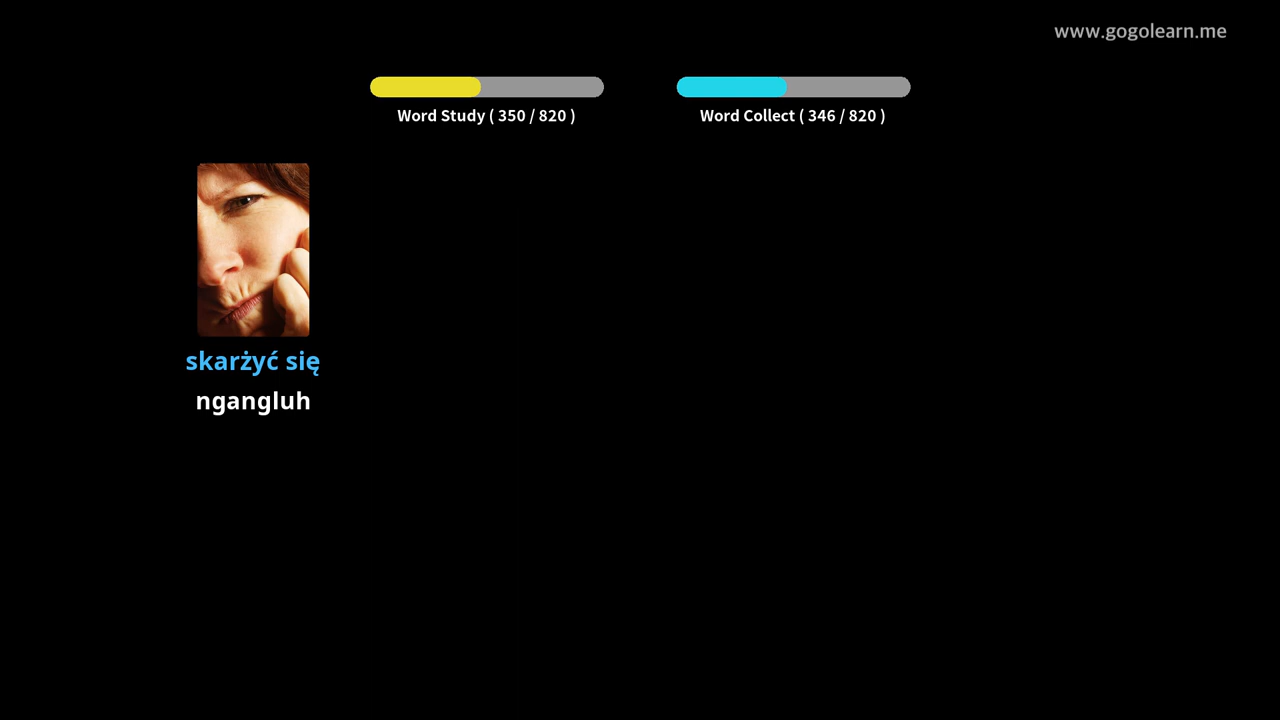 www.gogolearn.me
Word Study ( 350 / 820 )
Word Collect ( 346 / 820 )
skarżyć się
ngangluh